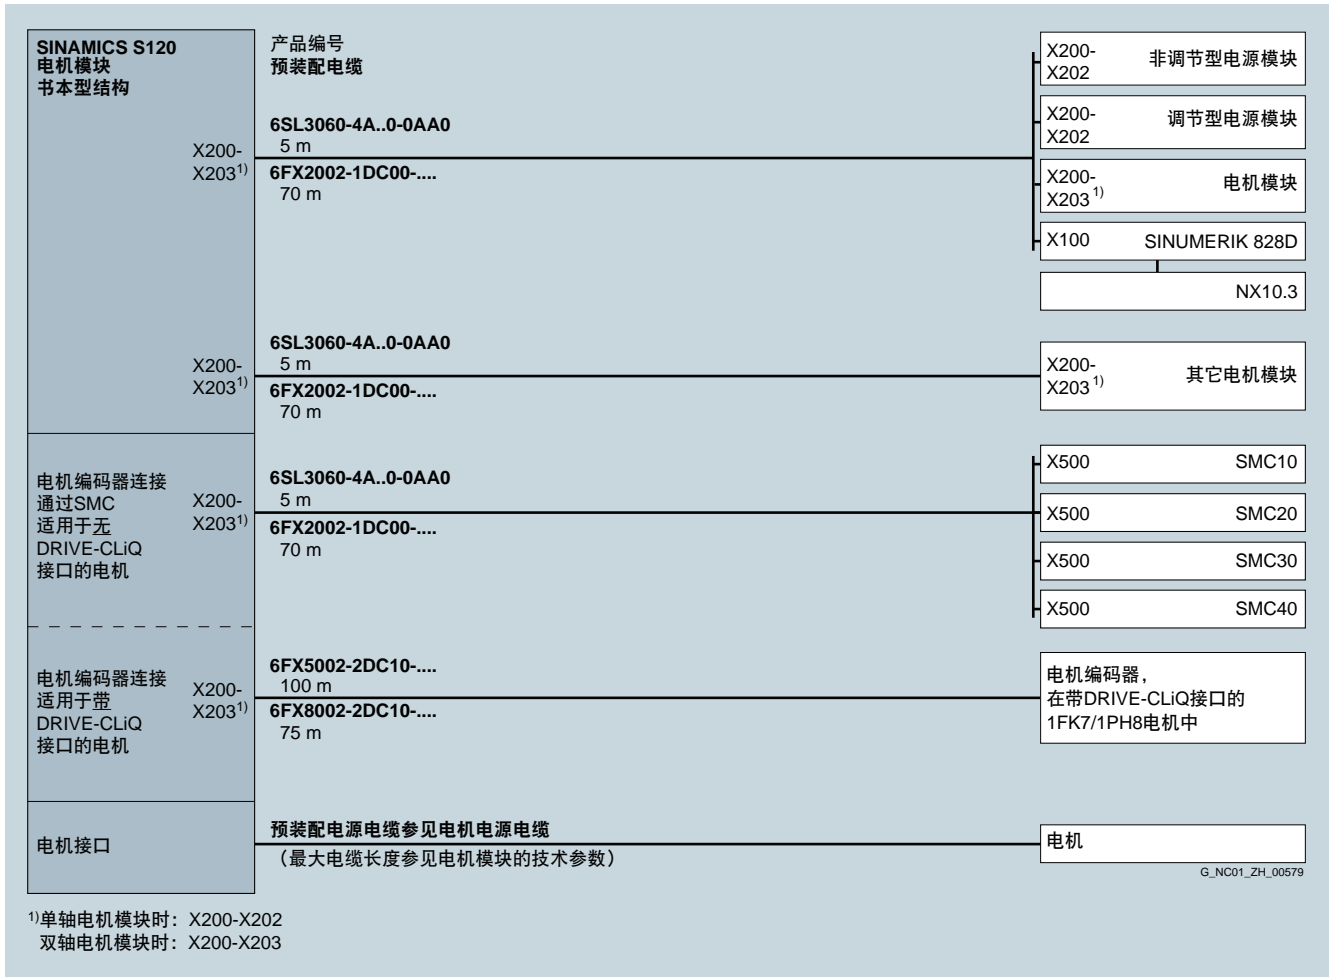 SINAMICS S120
电机模块
书本型结构
产品编号
预装配电缆
X200-
X203¹⁾
6SL3060-4A..0-0AA0
5 m
6FX2002-1DC00-....
70 m
X200-
X202
非调节型电源模块
X200-
X202
调节型电源模块
X200-
X203¹⁾
电机模块
X100 SINUMERIK 828D
NX10.3
X200-
X203¹⁾
6SL3060-4A..0-0AA0
5 m
6FX2002-1DC00-....
70 m
X200-
X203¹⁾
其它电机模块
电机编码器连接
通过SMC
适用于无
DRIVE-CLiQ
接口的电机
X200-
X203¹⁾
6SL3060-4A..0-0AA0
5 m
6FX2002-1DC00-....
70 m
X500 SMC10
X500 SMC20
X500 SMC30
X500 SMC40
电机编码器连接
适用于带
DRIVE-CLiQ
接口的电机
X200-
X203¹⁾
6FX5002-2DC10-....
100 m
6FX8002-2DC10-....
75 m
电机编码器，
在带DRIVE-CLiQ接口的
1FK7/1PH8电机中
电机接口
预装配电源电缆参见电机电源电缆
（最大电缆长度参见电机模块的技术参数）
电机
G_NC01_ZH_00579
¹⁾单轴电机模块时：X200-X202
双轴电机模块时：X200-X203